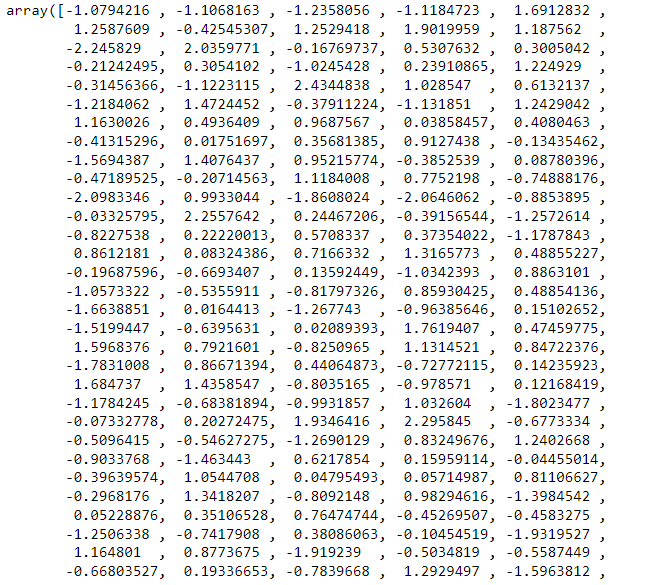 array([-1.0794216 , -1.1068163 , -1.2358056 , -1.1184723 , 1.6912832 ,
1.2587609 , -0.42545307, 1.2529418 , 1.9019959 , 1.187562 ,
-2.245829 , 2.0359771 , -0.16769737, 0.5307632 , 0.3005042 ,
-0.21242495, 0.3054102 , -1.0245428 , 0.23910865, 1.224929 ,
-0.31456366, -1.1223115 , 2.4344838 , 1.028547 , 0.6132137 ,
-1.2184062 , 1.4724452 , -0.37911224, -1.131851 , 1.2429042 ,
1.1630026 , 0.4936409 , 0.9687567 , 0.03858457, 0.4080463 ,
-0.41315296, 0.01751697, 0.35681385, 0.9127438 , -0.13435462,
-1.5694387 , 1.4076437 , 0.95215774, -0.3852539 , 0.08780396,
-0.47189525, -0.20714563, 1.1184008 , 0.7752198 , -0.74888176,
-2.0983346 , 0.9933044 , -1.8608024 , -2.0646062 , -0.8853895 ,
-0.03325795, 2.2557642 , 0.24467206, -0.39156544, -1.2572614 ,
-0.8227538 , 0.22220013, 0.5708337 , 0.37354022, -1.1787843 ,
0.8612181 , 0.08324386, 0.7166332 , 1.3165773 , 0.48855227,
-0.19687596, -0.6693407 , 0.13592449, -1.0342393 , 0.8863101 ,
-1.0573322 , -0.5355911 , -0.81797326, 0.85930425, 0.48854136,
-1.6638851 , 0.0164413 , -1.267743 , -0.96385646, 0.15102652,
-1.5199447 , -0.6395631 , 0.02089393, 1.7619407 , 0.47459775,
1.5968376 , 0.7921601 , -0.8250965 , 1.1314521 , 0.84722376,
-1.7831008 , 0.86671394, 0.44064873, -0.72772115, 0.14235923,
1.684737 , 1.4358547 , -0.8035165 , -0.978571 , 0.12168419,
-1.1784245 , -0.68381894, -0.9931857 , 1.032604 , -1.8023477 ,
-0.07332778, 0.20272475, 1.9346416 , 2.295845 , -0.6773334 ,
-0.5096415 , -0.54627275, -1.2690129 , 0.83249676, 1.2402668 ,
-0.9033768 , -1.463443 , 0.6217854 , 0.15959114, -0.04455014,
-0.39639574, 1.0544708 , 0.04795493, 0.05714987, 0.81106627,
-0.2968176 , 1.3418207 , -0.8092148 , 0.98294616, -1.3984542 ,
0.05228876, 0.35106528, 0.76474744, -0.45269507, -0.4583275 ,
-1.2506338 , -0.7417908 , 0.38086063, -0.10454519, -1.9319527 ,
1.164801 , 0.8773675 , -1.919239 , -0.5034819 , -0.5587449 ,
-0.66803527, 0.19336653, -0.7839668 , 1.2929497 , -1.5963812 ,